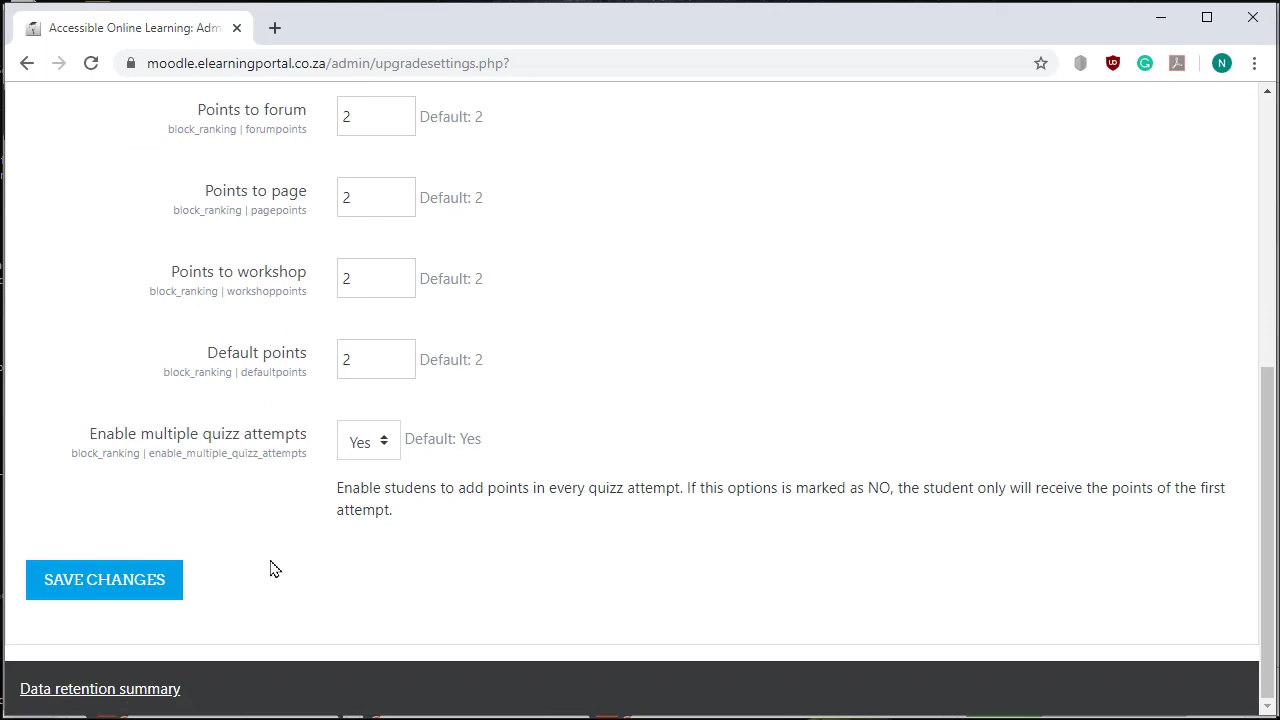 Accessible Online Learning: Adm
moodle.elearningportal.co.za/admin/upgradesettings.php?
N
Points to forum
2 Default: 2
block_ranking | forumpoints
Points to page
2 Default: 2
block_ranking | pagepoints
Points to workshop
2 Default: 2
block_ranking | workshoppoints
Default points
2 Default: 2
block_ranking | defaultpoints
Enable multiple quizz attempts
Yes Default: Yes
block_ranking | enable_multiple_quizz_attempts
Enable studens to add points in every quizz attempt. If this options is marked as NO, the student only will receive the points of the first
attempt.
SAVE CHANGES
Data retention summary